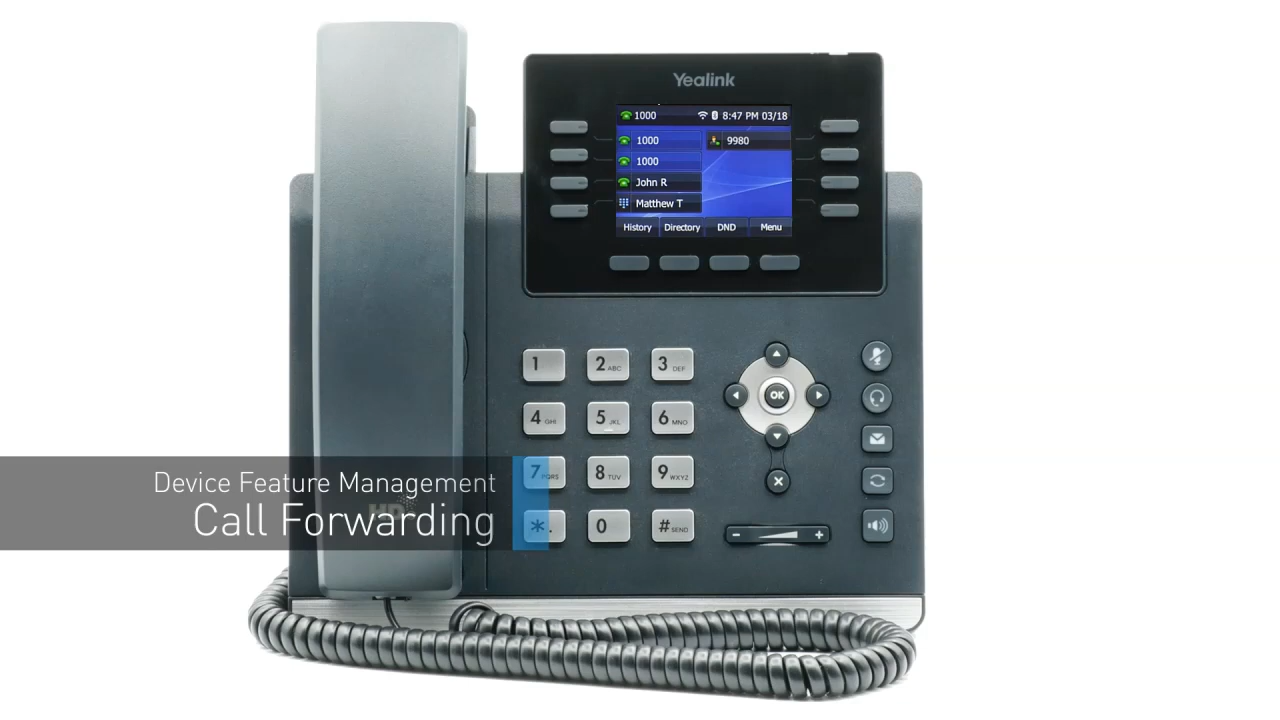 Yealink
1000 8:47 PM 03/18
1000 9980
1000
John R
Matthew T
History Directory DND Menu
1 2 ABC 3 DEF
4 GHI 5 JKL 6 MNO
OK
7 PQRS 8 TUV 9 WXYZ
*. 0 # SEND
- +
HD
Device Feature Management
Call Forwarding